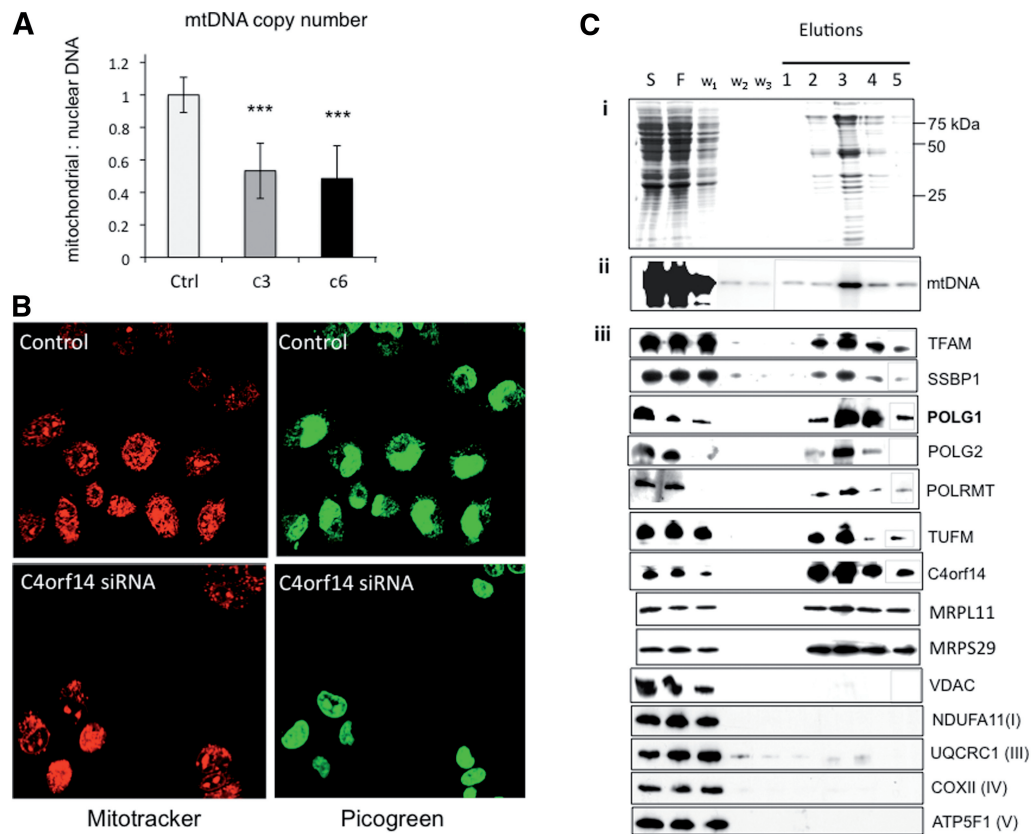 A
mtDNA copy number
mitochondrial : nuclear DNA
1.2
1
0.8
0.6
0.4
0.2
0
***
***
Ctrl
c3
c6
B
Control
Control
C4orf14 siRNA
C4orf14 siRNA
Mitotracker
Picogreen
C
Elutions
S F w1 w2 w3 1 2 3 4 5
i
75 kDa
50
25
ii
mtDNA
iii
TFAM
SSBP1
POLG1
POLG2
POLRMT
TUFM
C4orf14
MRPL11
MRPS29
VDAC
NDUFA11(I)
UQCRC1 (III)
COXII (IV)
ATP5F1 (V)